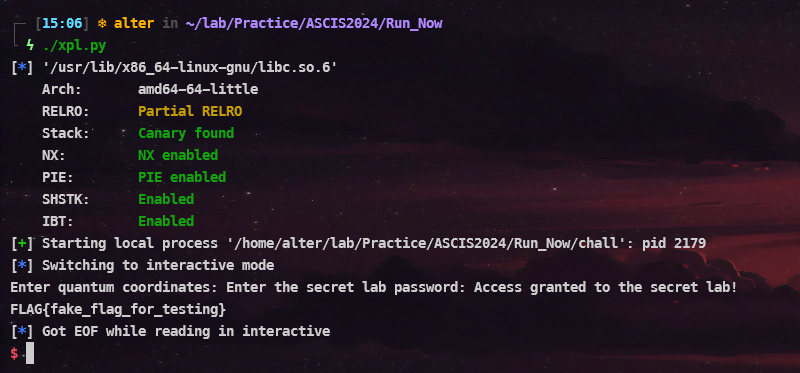 [15:06] ❄ alter in ~/lab/Practice/ASCIS2024/Run_Now
ϟ ./xpl.py
[*] '/usr/lib/x86_64-linux-gnu/libc.so.6'
Arch: amd64-64-little
RELRO: Partial RELRO
Stack: Canary found
NX: NX enabled
PIE: PIE enabled
SHSTK: Enabled
IBT: Enabled
[+] Starting local process '/home/alter/lab/Practice/ASCIS2024/Run_Now/chall': pid 2179
[*] Switching to interactive mode
Enter quantum coordinates: Enter the secret lab password: Access granted to the secret lab!
FLAG{fake_flag_for_testing}
[*] Got EOF while reading in interactive
$